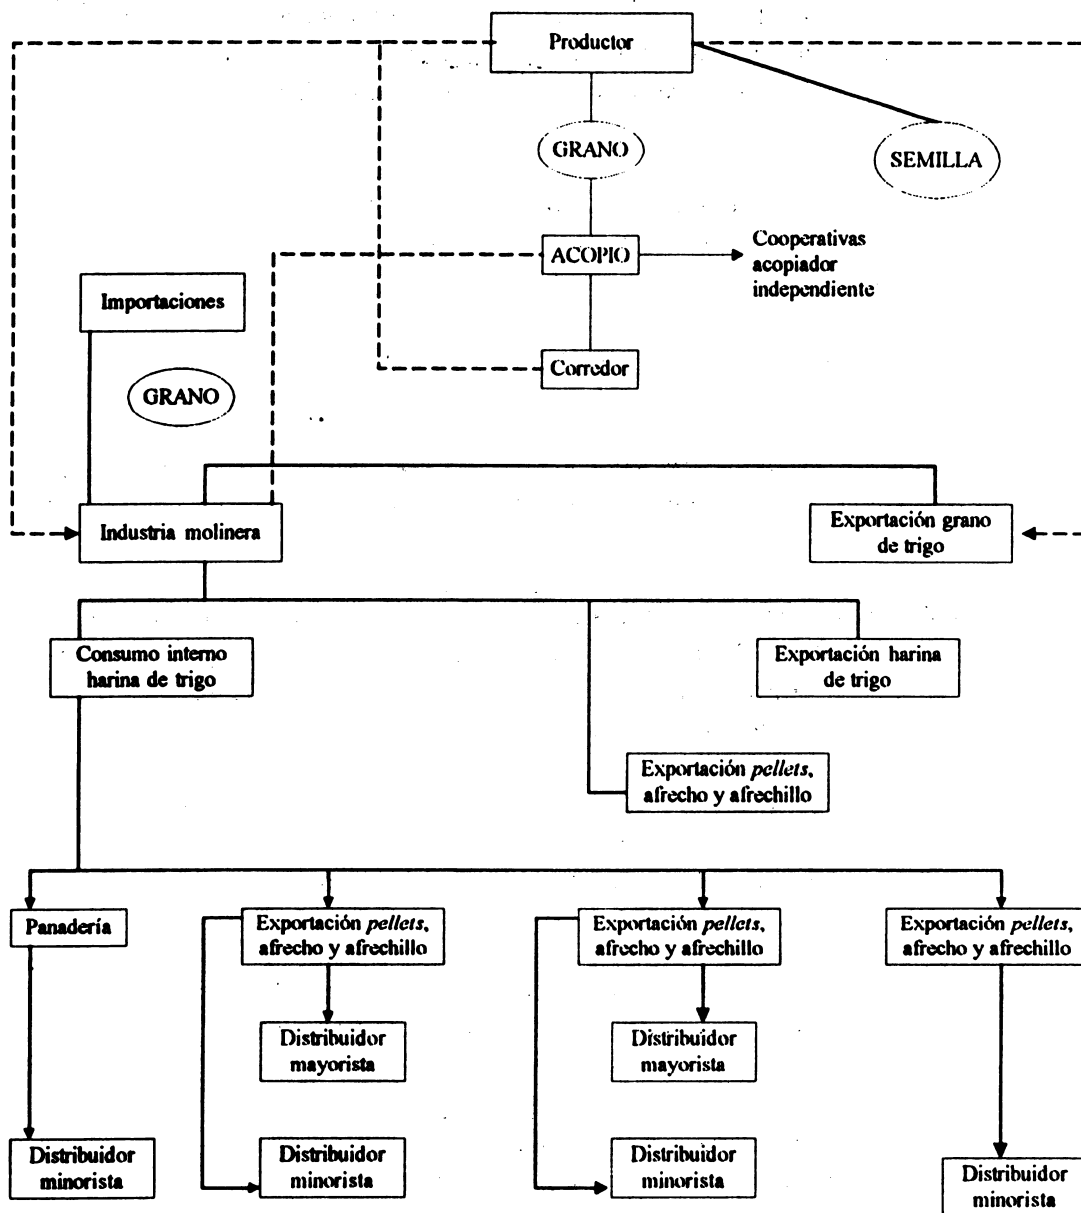 Productor
GRANO
SEMILLA
ACOPIO
Cooperativas
acopiador
independiente
Importaciones
Corredor
GRANO
Industria molinera
Exportación grano
de trigo
Consumo interno
harina de trigo
Exportación harina
de trigo
Exportación pellets,
afrecho y afrechillo
Panadería
Exportación pellets,
afrecho y afrechillo
Exportación pellets,
afrecho y afrechillo
Exportación pellets,
afrecho y afrechillo
Distribuidor
mayorista
Distribuidor
mayorista
Distribuidor
minorista
Distribuidor
minorista
Distribuidor
minorista
Distribuidor
minorista